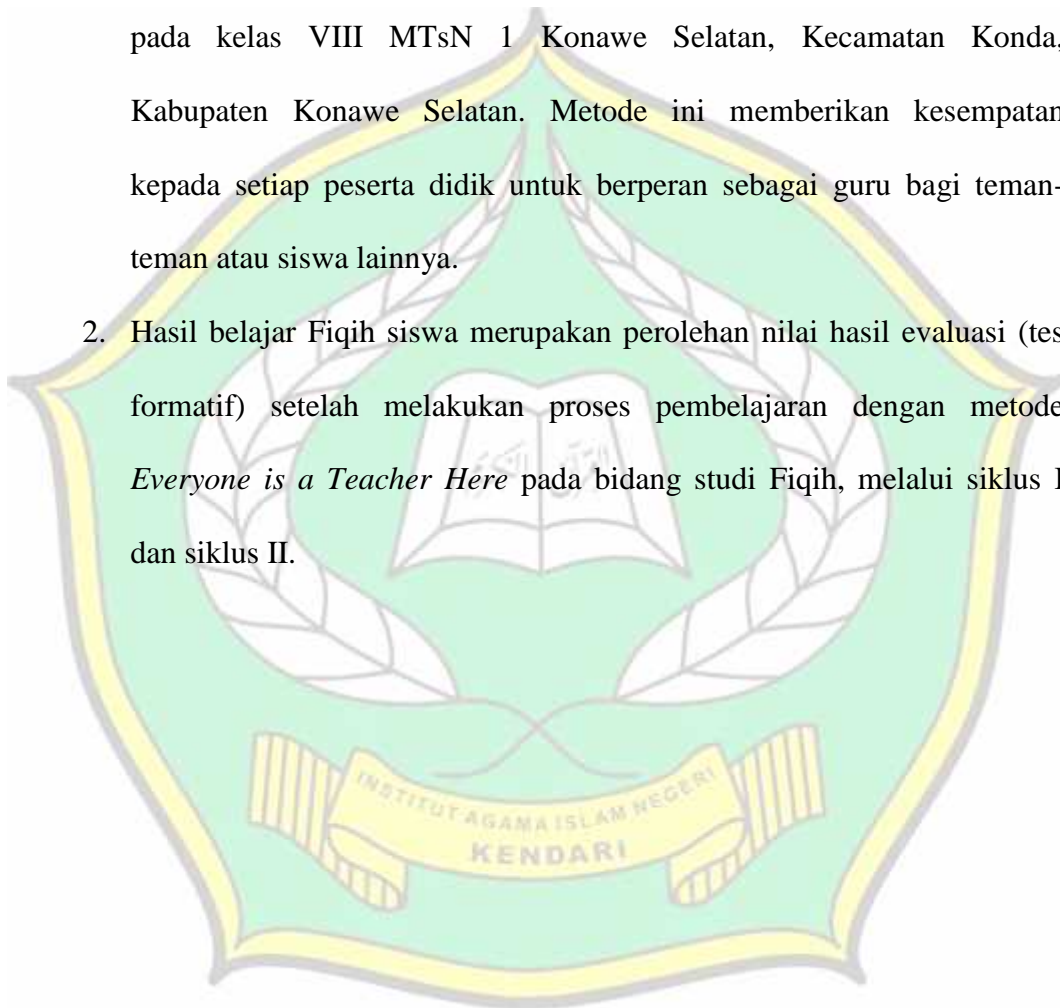 pada kelas VIII MTsN 1 Konawe Selatan, Kecamatan Konda,
Kabupaten Konawe Selatan. Metode ini memberikan kesempatan
kepada setiap peserta didik untuk berperan sebagai guru bagi teman-
teman atau siswa lainnya.
2. Hasil belajar Fiqih siswa merupakan perolehan nilai hasil evaluasi (tes
formatif) setelah melakukan proses pembelajaran dengan metode
Everyone is a Teacher Here pada bidang studi Fiqih, melalui siklus I
dan siklus II.
INSTITUT AGAMA ISLAM NEGERI
KENDARI